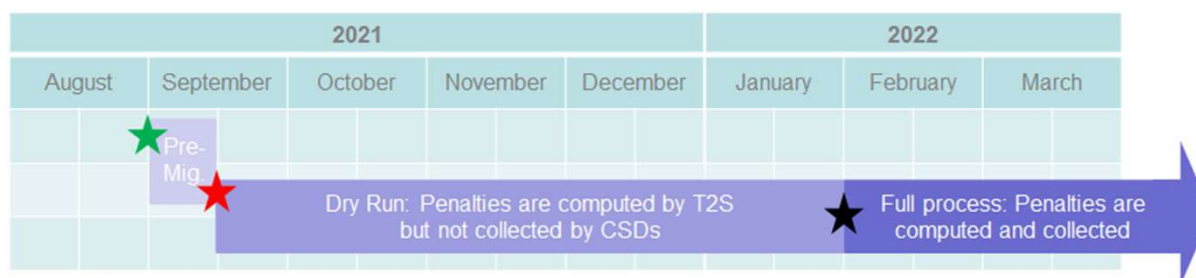 2021 2022
August September October November December January February March
Pre-
Mig.
Dry Run: Penalties are computed by T2S
but not collected by CSDs
Full process: Penalties are
computed and collected